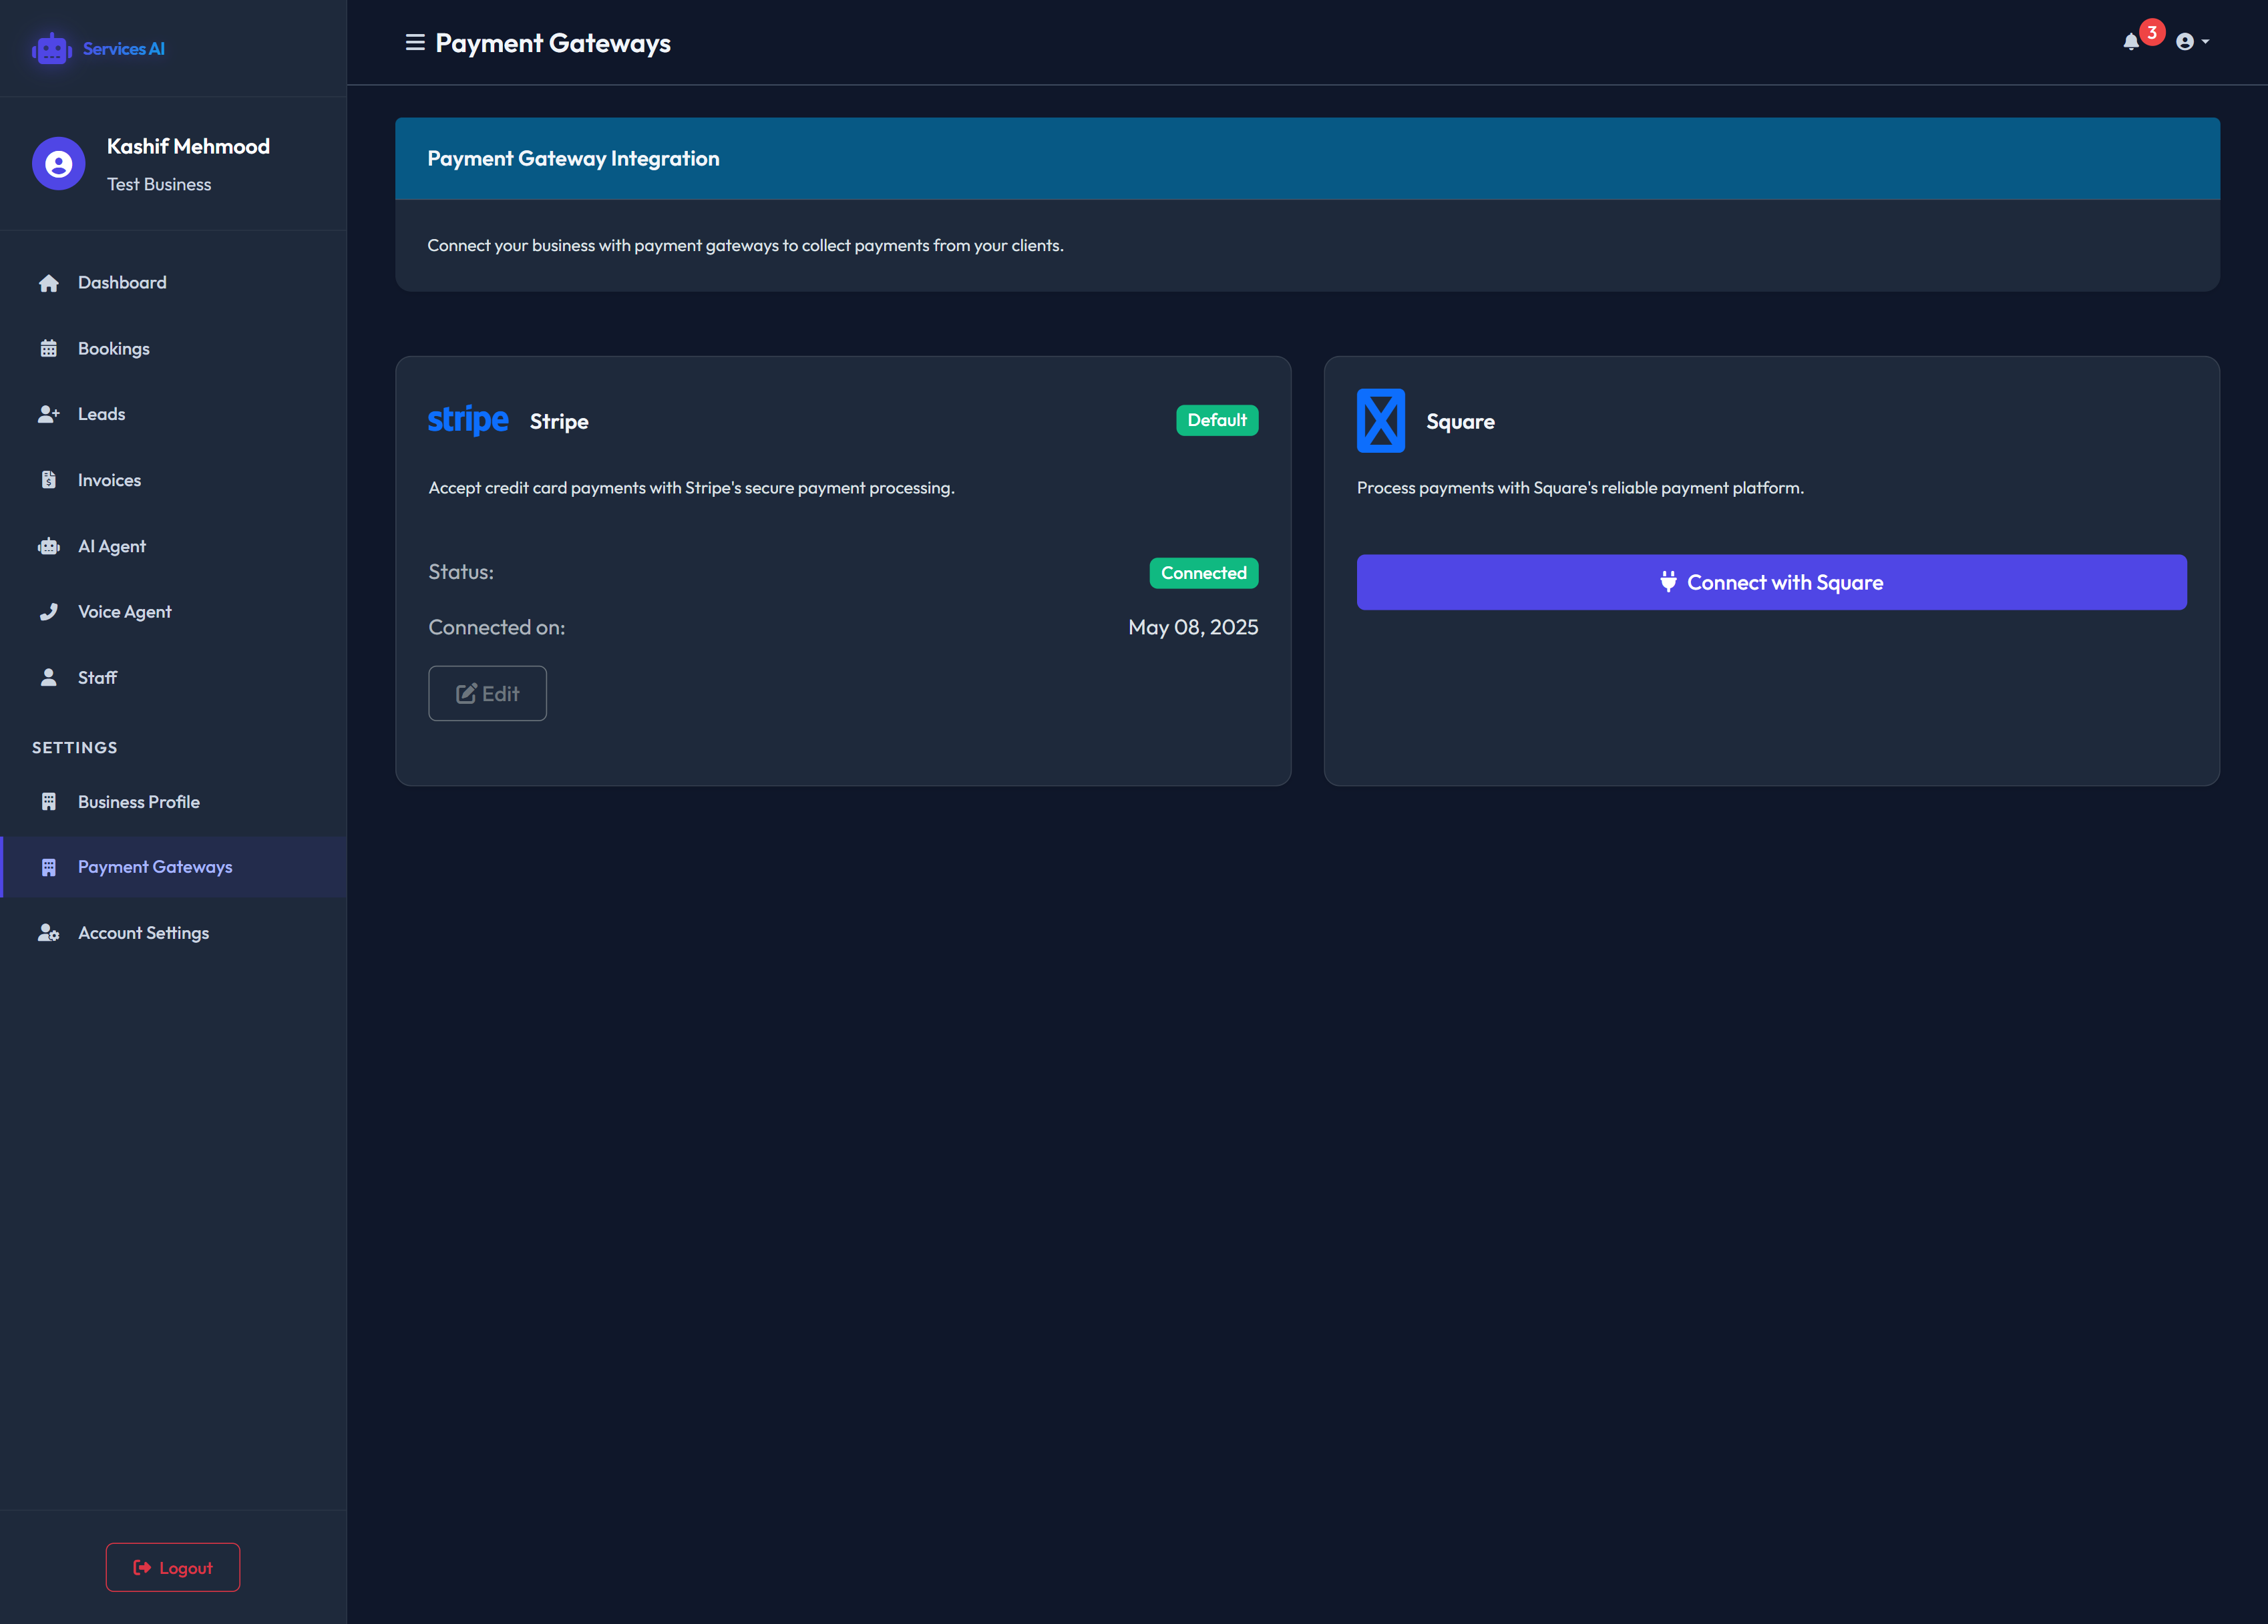 Services AI
Kashif Mehmood
Test Business
Dashboard
Bookings
Leads
Invoices
AI Agent
Voice Agent
Staff
SETTINGS
Business Profile
Payment Gateways
Account Settings
Logout
Payment Gateways
3
Payment Gateway Integration
Connect your business with payment gateways to collect payments from your clients.
stripe Stripe Default
Accept credit card payments with Stripe's secure payment processing.
Status: Connected
Connected on: May 08, 2025
Edit
Square
Process payments with Square's reliable payment platform.
Connect with Square